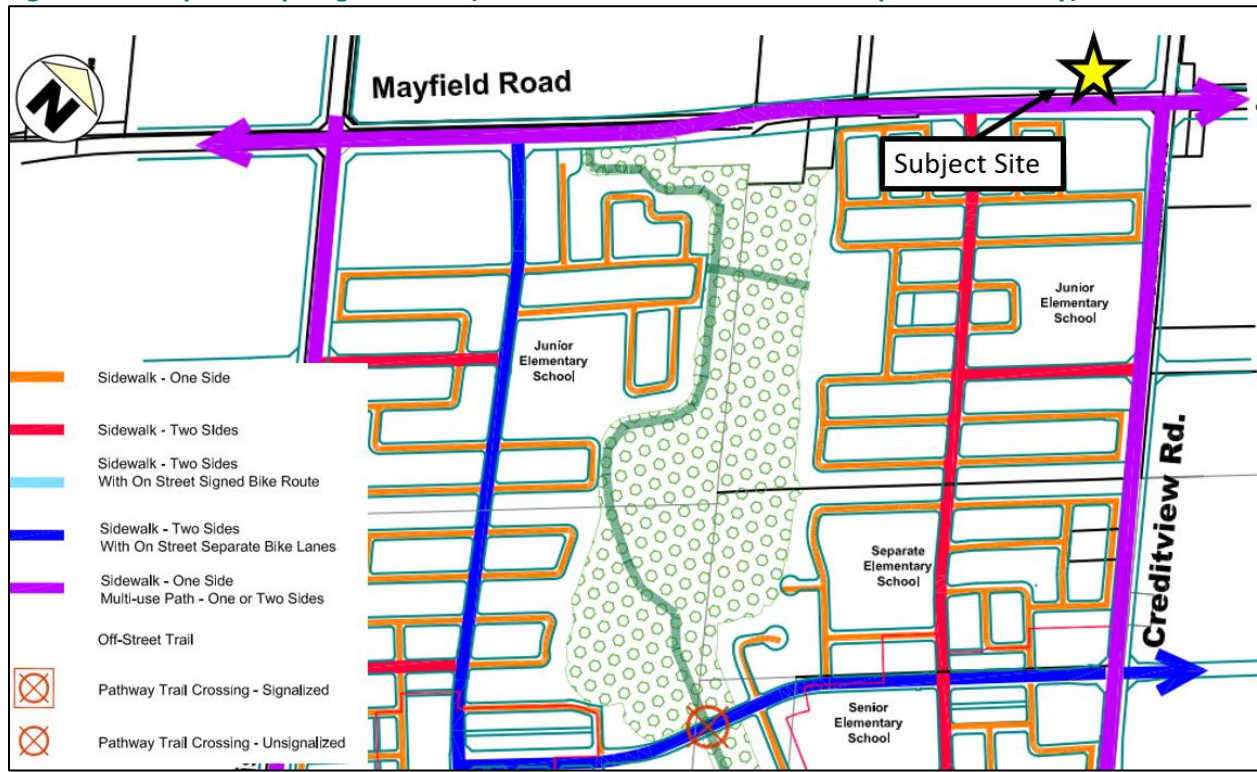 N
Mayfield Road
Subject Site
Junior
Elementary
School
Junior
Elementary
School
Sidewalk - One Side
Sidewalk - Two Sides
Sidewalk - Two Sides
With On Street Signed Bike Route
Sidewalk - Two Sides
With On Street Separate Bike Lanes
Sidewalk - One Side
Multi-use Path - One or Two Sides
Off-Street Trail
Pathway Trail Crossing - Signalized
Pathway Trail Crossing - Unsignalized
Separate
Elementary
School
Creditview Rd.
Senior
Elementary
School